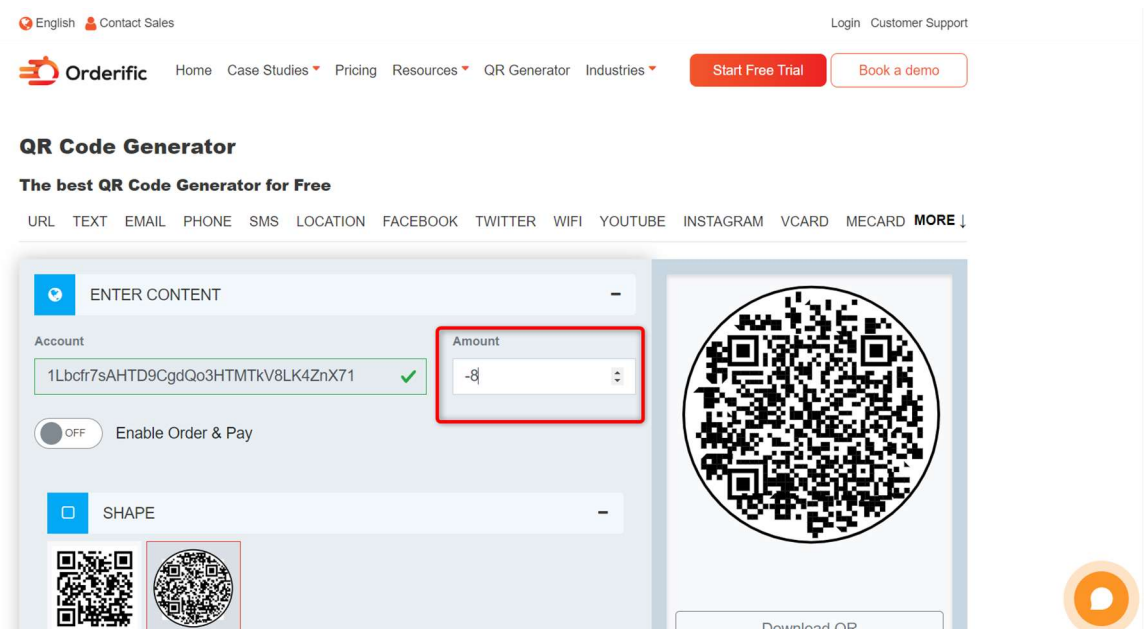 English Contact Sales Login Customer Support
Orderific Home Case Studies Pricing Resources QR Generator Industries Start Free Trial Book a demo
QR Code Generator
The best QR Code Generator for Free
URL TEXT EMAIL PHONE SMS LOCATION FACEBOOK TWITTER WIFI YOUTUBE INSTAGRAM VCARD MECARD MORE ↓
ENTER CONTENT
Account Amount
1Lbcfr7sAHTD9CgdQo3HTMTkV8LK4ZnX71 -8
OFF Enable Order & Pay
SHAPE
Download QR